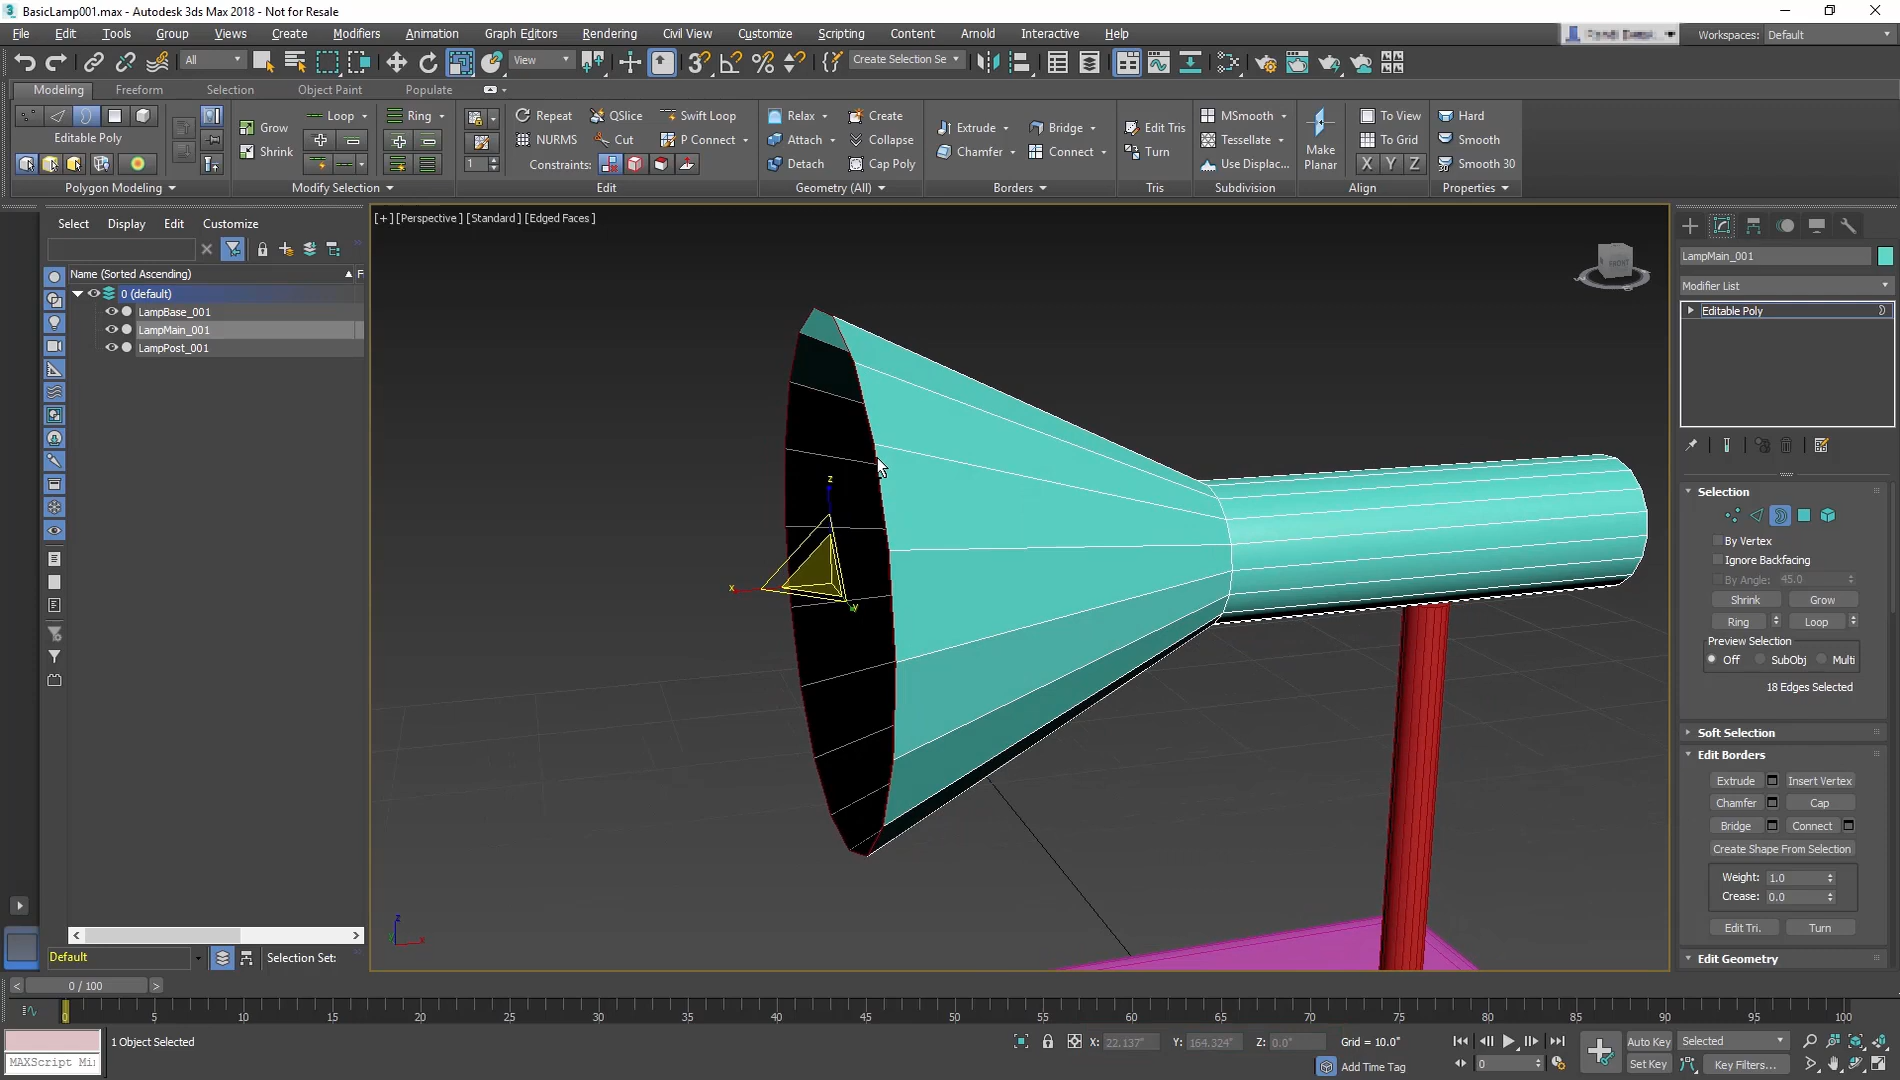 BasicLamp001.max - Autodesk 3ds Max 2018 - Not for Resale
File Edit Tools Group Views Create Modifiers Animation Graph Editors Rendering Civil View Customize Scripting Content Arnold Interactive Help
Workspaces: Default
All View Create Selection Se
Modeling Freeform Selection Object Paint Populate
Loop Ring Repeat QSlice Swift Loop Relax Create MSmooth To View Hard
Editable Poly Grow Extrude Bridge Edit Tris
NURMS Cut P Connect Attach Collapse Tessellate To Grid Smooth
Shrink Chamfer Connect Turn Make Planar
1 Constraints: Detach Cap Poly Use Displac... X Y Z Smooth 30
Polygon Modeling Modify Selection Edit Geometry (All) Borders Tris Subdivision Align Properties
Select Display Edit Customize
[+] [Perspective] [Standard] [Edged Faces]
Name (Sorted Ascending) F
0 (default)
LampBase_001
LampMain_001
LampPost_001
FRONT
z
x
y
z
x
LampMain_001
Modifier List
Editable Poly
Selection
By Vertex
Ignore Backfacing
By Angle: 45.0
Shrink Grow
Ring Loop
Preview Selection
Off SubObj Multi
18 Edges Selected
Soft Selection
Edit Borders
Extrude Insert Vertex
Chamfer Cap
Bridge Connect
Create Shape From Selection
Weight: 1.0
Crease: 0.0
Edit Tri. Turn
Edit Geometry
Default Selection Set:
0 / 100
0 5 10 15 20 25 30 35 40 45 50 55 60 65 70 75 80 85 90 95 100
1 Object Selected X: 22.137" Y: 164.324" Z: 0.0" Grid = 10.0" Auto Key Selected
MAXScript Mi Add Time Tag 0 Set Key Key Filters...